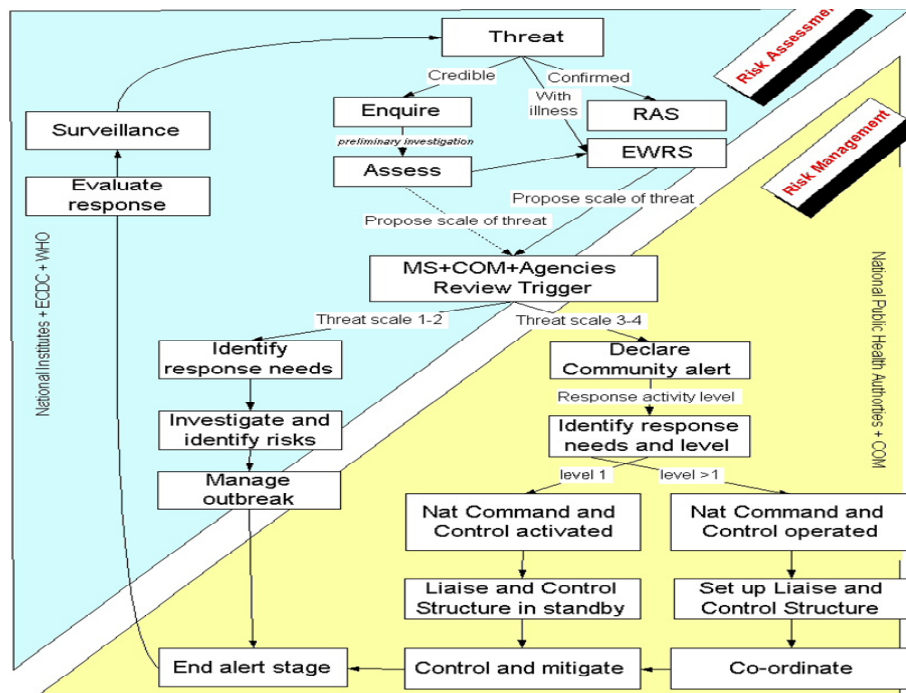 Threat
Risk Assessment
Credible
Confirmed
With
illness
Enquire
RAS
Surveillance
preliminary investigation
EWRS
Risk Management
Assess
Evaluate
response
Propose scale of threat
Propose scale of threat
MS+COM+Agencies
Review Trigger
National Institutes + ECDC + WHO
National Public Health Authorties + COM
Threat scale 1-2
Threat scale 3-4
Identify
response needs
Declare
Community alert
Response activity level
Investigate and
identify risks
Identify response
needs and level
Manage
outbreak
level 1
level >1
Nat Command and
Control activated
Nat Command and
Control operated
Liaise and Control
Structure in standby
Set up Liaise and
Control Structure
End alert stage
Control and mitigate
Co-ordinate